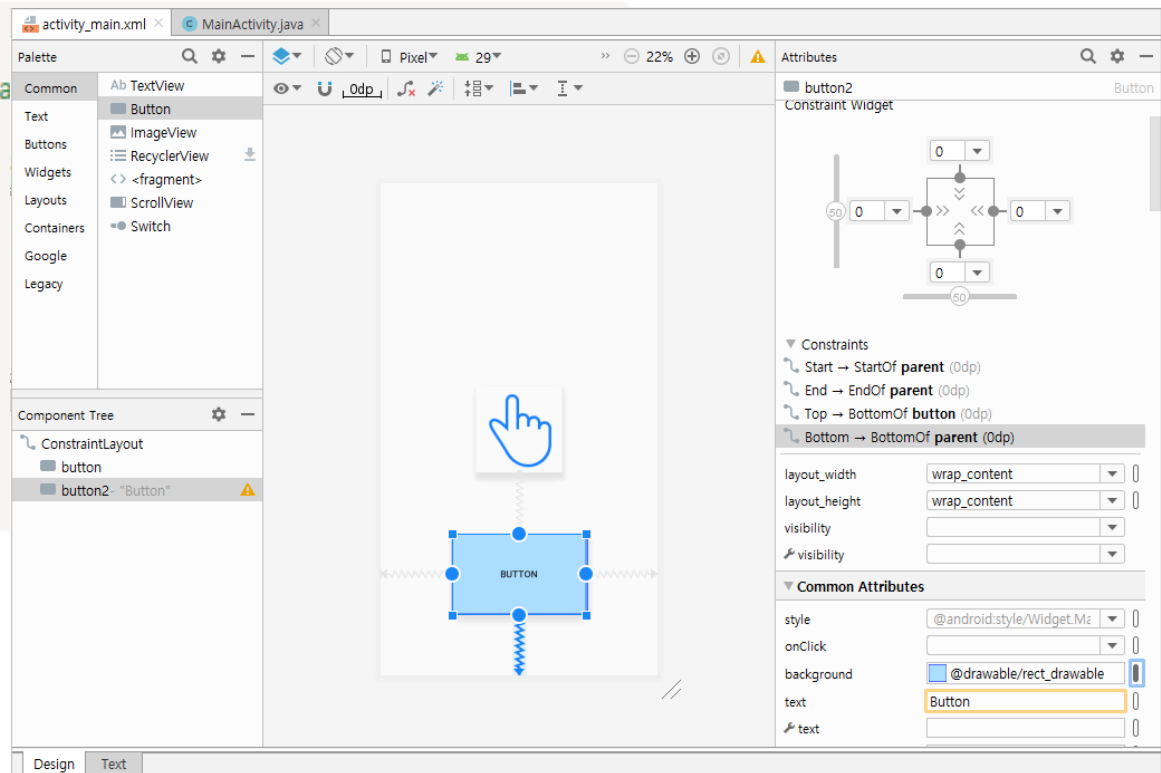 activity_main.xml
MainActivity.java
Palette
Common
Text
Buttons
Widgets
Layouts
Containers
Google
Legacy
Ab TextView
Button
ImageView
RecyclerView
<fragment>
ScrollView
Switch
Component Tree
ConstraintLayout
button
button2- "Button"
Pixel
29
22%
0dp
BUTTON
Attributes
button2 Button
Constraint Widget
0
50 0 0
0
50
Constraints
Start → StartOf parent (0dp)
End → EndOf parent (0dp)
Top → BottomOf button (0dp)
Bottom → BottomOf parent (0dp)
layout_width wrap_content
layout_height wrap_content
visibility
visibility
Common Attributes
style @android:style/Widget.Ma
onClick
background @drawable/rect_drawable
text Button
text
Design Text